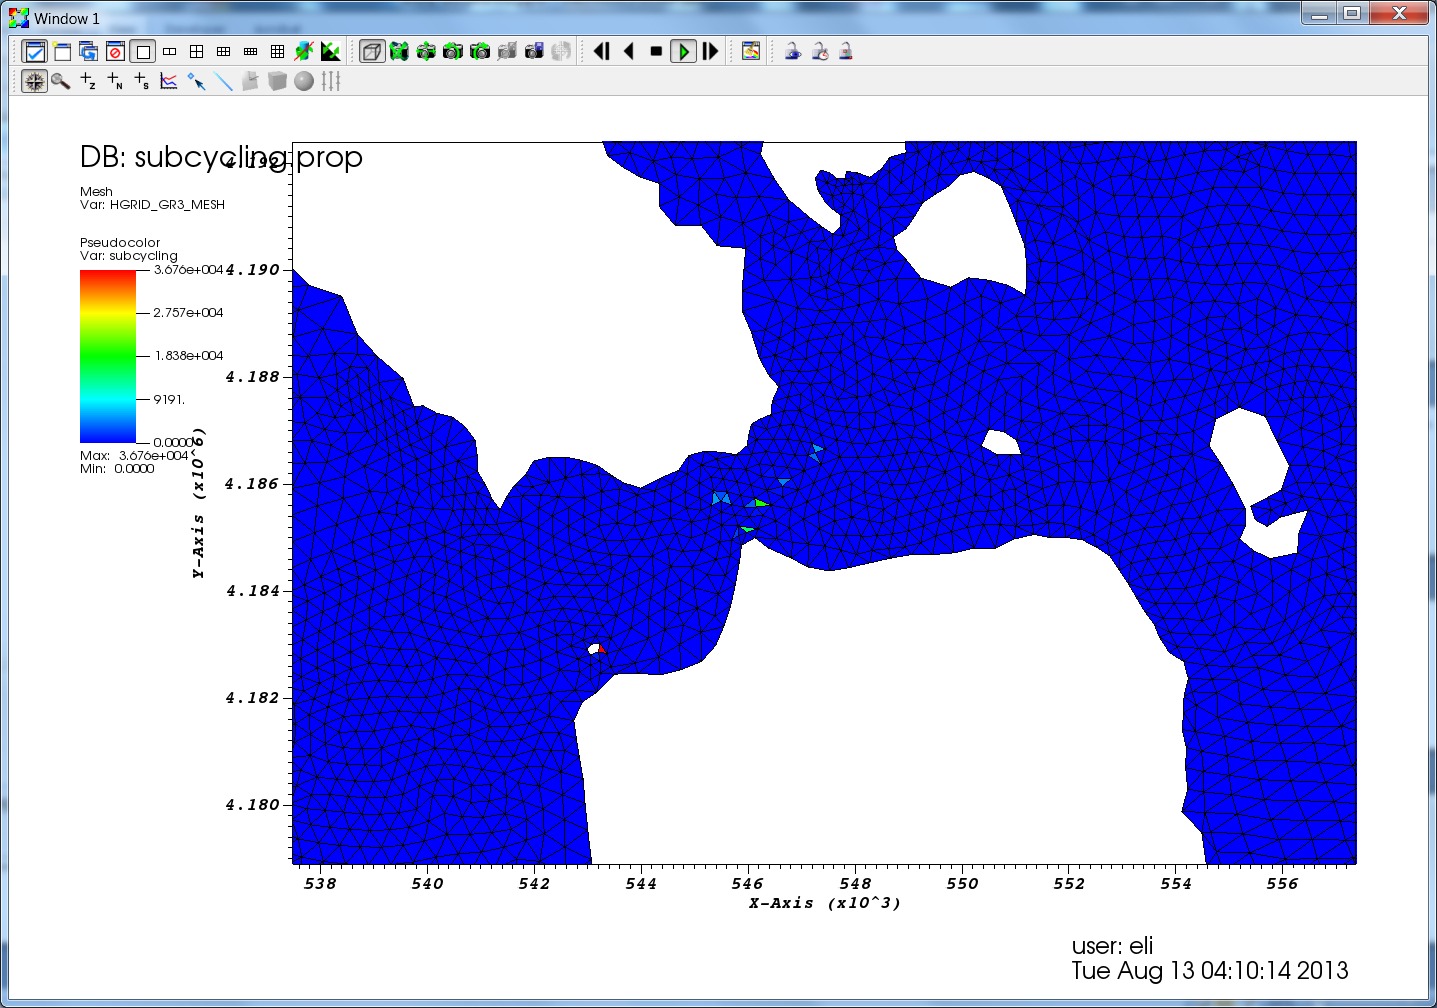 Window 1
DB: subcycling.prop
Mesh
Var: HGRID_GR3_MESH
Pseudocolor
Var: subcycling
3.676e+004
2.757e+004
1.838e+004
9191.
0.0000
Max: 3.676e+004
Min: 0.0000
4.192
4.190
4.188
4.186
4.184
4.182
4.180
Y-Axis (x10^6)
538 540 542 544 546 548 550 552 554 556
X-Axis (x10^3)
user: eli
Tue Aug 13 04:10:14 2013